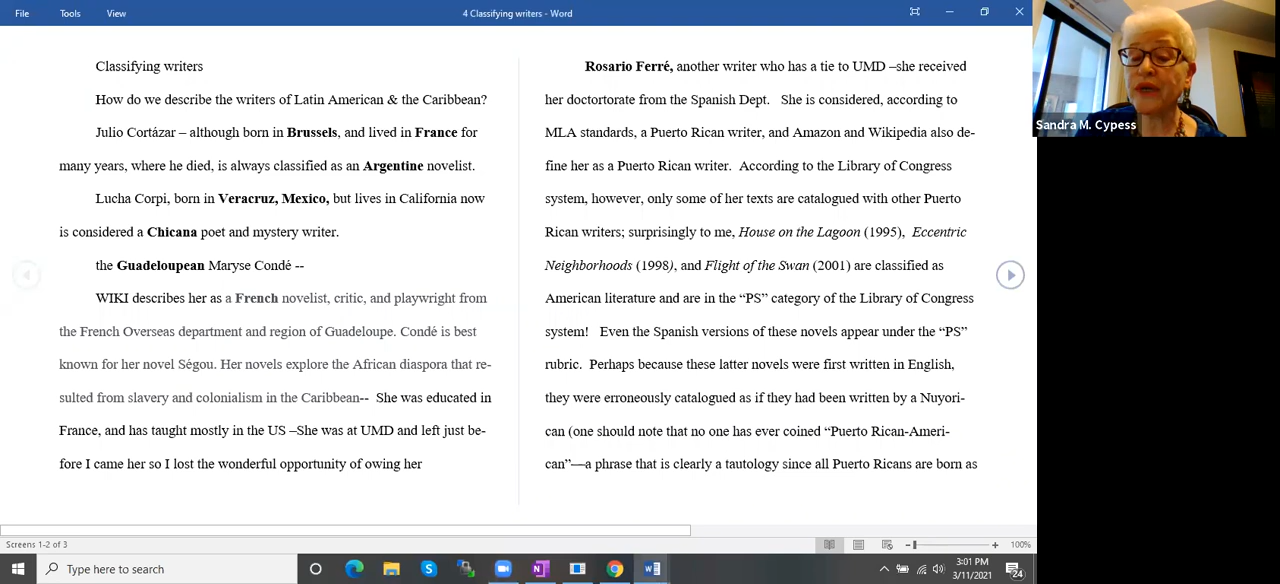 File Tools View 4 Classifying writers - Word
Classifying writers
How do we describe the writers of Latin American & the Caribbean?
Julio Cortázar – although born in Brussels, and lived in France for
many years, where he died, is always classified as an Argentine novelist.
Lucha Corpi, born in Veracruz, Mexico, but lives in California now
is considered a Chicana poet and mystery writer.
the Guadeloupean Maryse Condé --
WIKI describes her as a French novelist, critic, and playwright from
the French Overseas department and region of Guadeloupe. Condé is best
known for her novel Ségou. Her novels explore the African diaspora that re-
sulted from slavery and colonialism in the Caribbean-- She was educated in
France, and has taught mostly in the US –She was at UMD and left just be-
fore I came her so I lost the wonderful opportunity of owing her
Rosario Ferré, another writer who has a tie to UMD –she received
her doctortorate from the Spanish Dept. She is considered, according to
MLA standards, a Puerto Rican writer, and Amazon and Wikipedia also de-
fine her as a Puerto Rican writer. According to the Library of Congress
system, however, only some of her texts are catalogued with other Puerto
Rican writers; surprisingly to me, House on the Lagoon (1995), Eccentric
Neighborhoods (1998), and Flight of the Swan (2001) are classified as
American literature and are in the “PS” category of the Library of Congress
system! Even the Spanish versions of these novels appear under the “PS”
rubric. Perhaps because these latter novels were first written in English,
they were erroneously catalogued as if they had been written by a Nuyori-
can (one should note that no one has ever coined “Puerto Rican-Ameri-
can”—a phrase that is clearly a tautology since all Puerto Ricans are born as
Sandra M. Cypess
Screens 1-2 of 3
100%
Type here to search
3:01 PM
3/11/2021
24